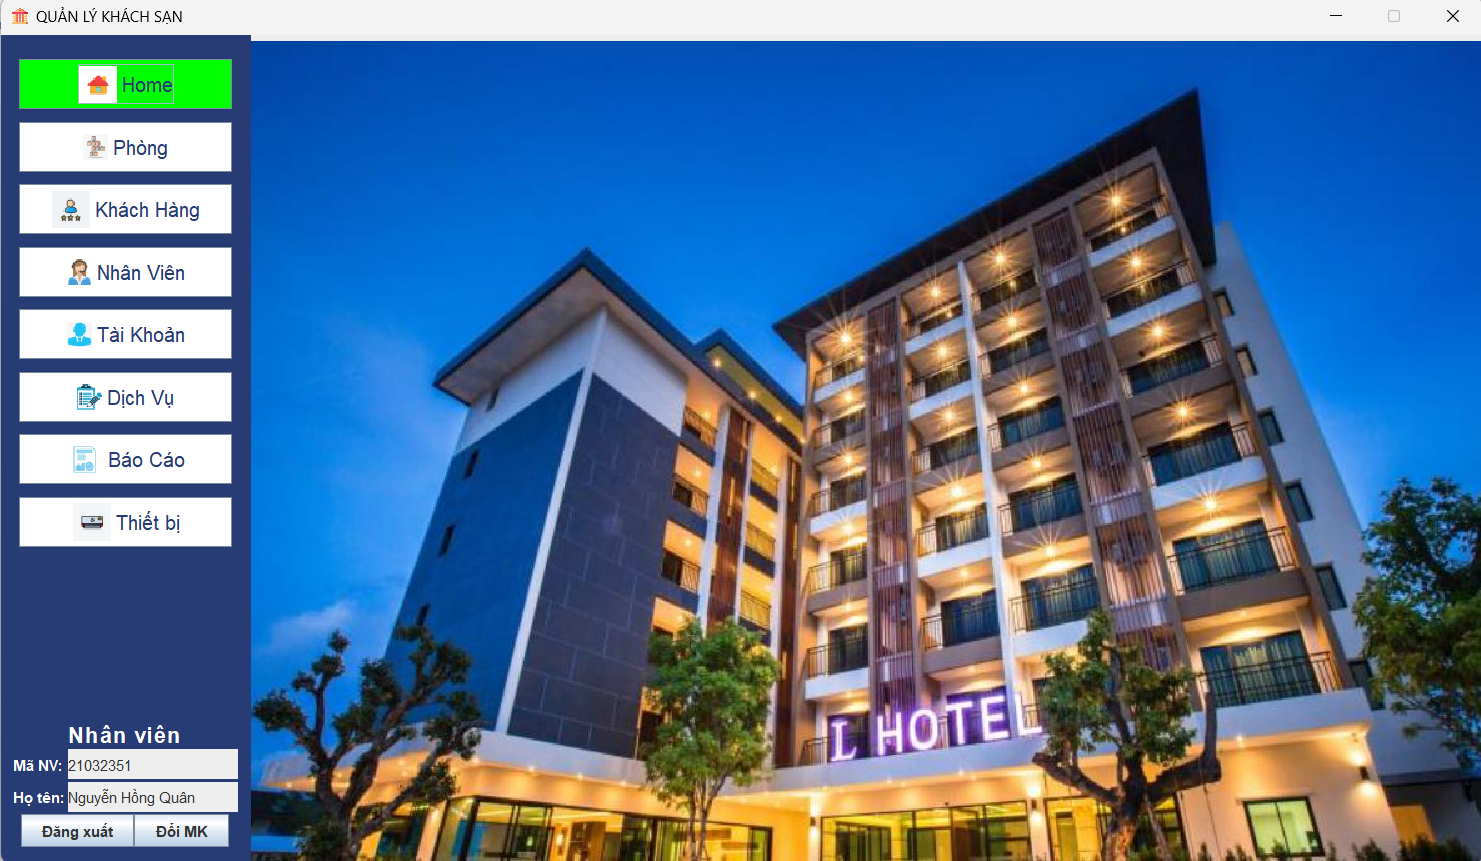 QUẢN LÝ KHÁCH SẠN
Home
Phòng
Khách Hàng
Nhân Viên
Tài Khoản
Dịch Vụ
Báo Cáo
Thiết bị
Nhân viên
Mã NV: 21032351
Họ tên: Nguyễn Hồng Quân
Đăng xuất Đổi MK
L HOTEL